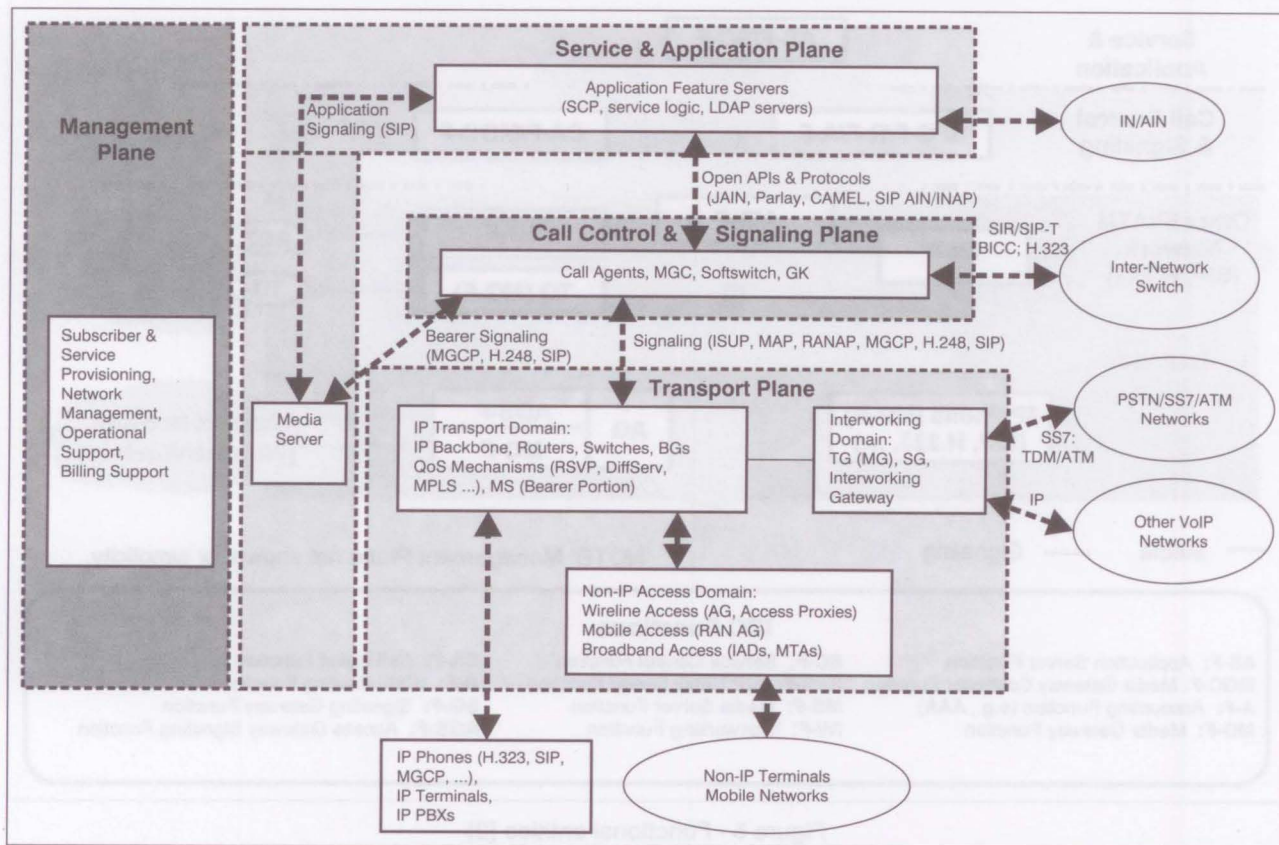 Management
Plane
Subscriber &
Service
Provisioning,
Network
Management,
Operational
Support,
Billing Support
Service & Application Plane
Application Feature Servers
(SCP, service logic, LDAP servers)
Application
Signaling (SIP)
IN/AIN
Open APIs & Protocols
(JAIN, Parlay, CAMEL, SIP AIN/INAP)
Call Control & Signaling Plane
Call Agents, MGC, Softswitch, GK
SIR/SIP-T
BICC; H.323
Inter-Network
Switch
Bearer Signaling
(MGCP, H.248, SIP)
Signaling (ISUP, MAP, RANAP, MGCP, H.248, SIP)
Media
Server
Transport Plane
IP Transport Domain:
IP Backbone, Routers, Switches, BGs
QoS Mechanisms (RSVP, DiffServ,
MPLS ...), MS (Bearer Portion)
Interworking
Domain:
TG (MG), SG,
Interworking
Gateway
SS7:
TDM/ATM
PSTN/SS7/ATM
Networks
IP
Other VoIP
Networks
Non-IP Access Domain:
Wireline Access (AG, Access Proxies)
Mobile Access (RAN AG)
Broadband Access (IADs, MTAs)
IP Phones (H.323, SIP,
MGCP, ...),
IP Terminals,
IP PBXs
Non-IP Terminals
Mobile Networks